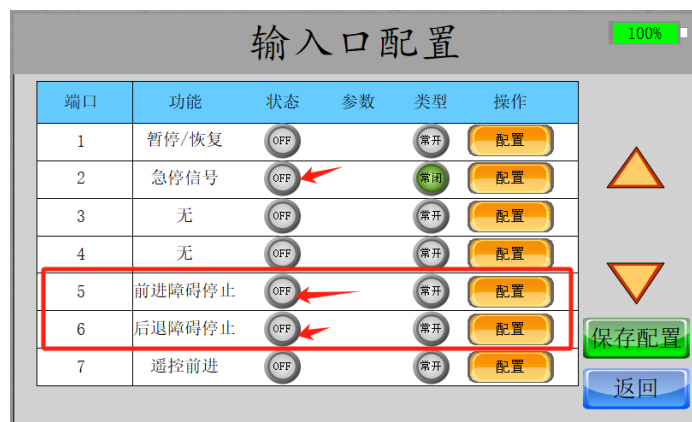 输入口配置
100%
端口 功能 状态 参数 类型 操作
1 暂停/恢复 OFF 常开 配置
2 急停信号 OFF 常闭 配置
3 无 OFF 常开 配置
4 无 OFF 常开 配置
5 前进障碍停止 OFF 常开 配置
6 后退障碍停止 OFF 常开 配置
7 遥控前进 OFF 常开 配置
保存配置
返回